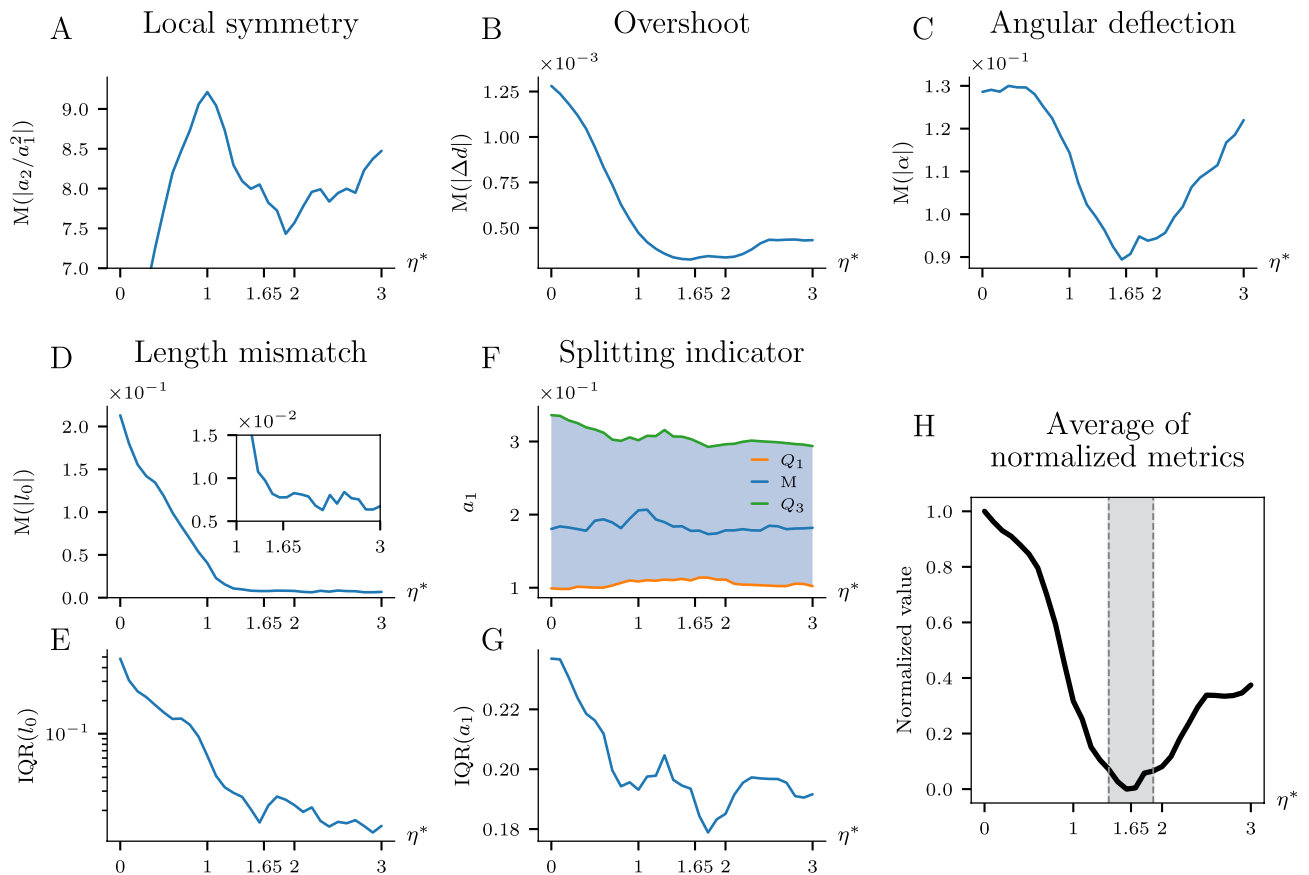 A Local symmetry
M(|a₂/a₁²|)
9.0
8.5
8.0
7.5
7.0
0 1 1.65 2 3 η*
B Overshoot
×10⁻³
M(|Δd|)
1.25
1.00
0.75
0.50
0 1 1.65 2 3 η*
C Angular deflection
×10⁻¹
M(|α|)
1.3
1.2
1.1
1.0
0.9
0 1 1.65 2 3 η*
D Length mismatch
×10⁻¹
M(|l₀|)
2.0
1.5
1.0
0.5
0.0
0 1 1.65 2 3 η*
×10⁻²
1.5
1.0
0.5
1 1.65 3
F Splitting indicator
×10⁻¹
a₁
3
2
1
Q₁
M
Q₃
0 1 1.65 2 3 η*
E
IQR(l₀)
10⁻¹
0 1 1.65 2 3 η*
G
IQR(a₁)
0.22
0.20
0.18
0 1 1.65 2 3 η*
H Average of
normalized metrics
Normalized value
1.0
0.8
0.6
0.4
0.2
0.0
0 1 1.65 2 3 η*